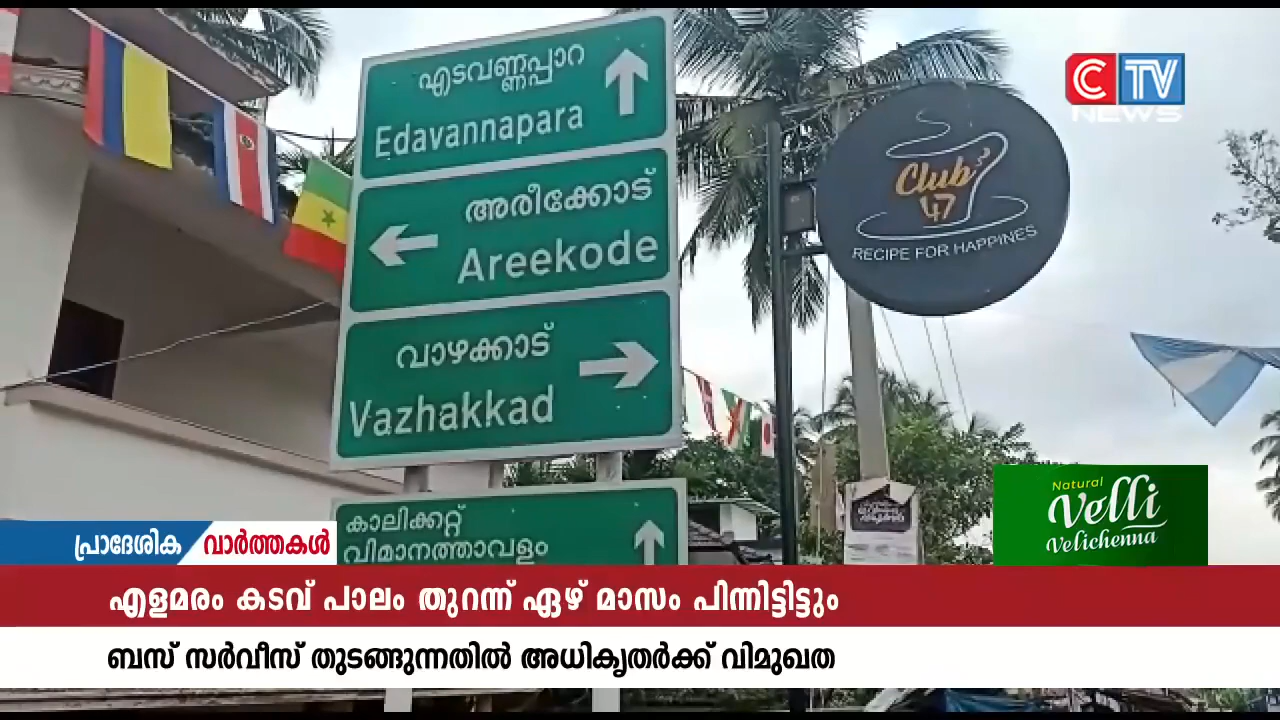 എടവണ്ണപ്പാറ
Edavannapara
അരീക്കോട്
Areekode
വാഴക്കാട്
Vazhakkad
കാലിക്കറ്റ്
വിമാനത്താവളം
Club
47
RECIPE FOR HAPPINES
CTV
NEWS
Natural
Velli
Velichenna
പ്രാദേശിക വാർത്തകൾ
എളമരം കടവ് പാലം തുറന്ന് ഏഴ് മാസം പിന്നിട്ടിട്ടും
ബസ് സർവീസ് തുടങ്ങുന്നതിൽ അധികൃതർക്ക് വിമുഖത